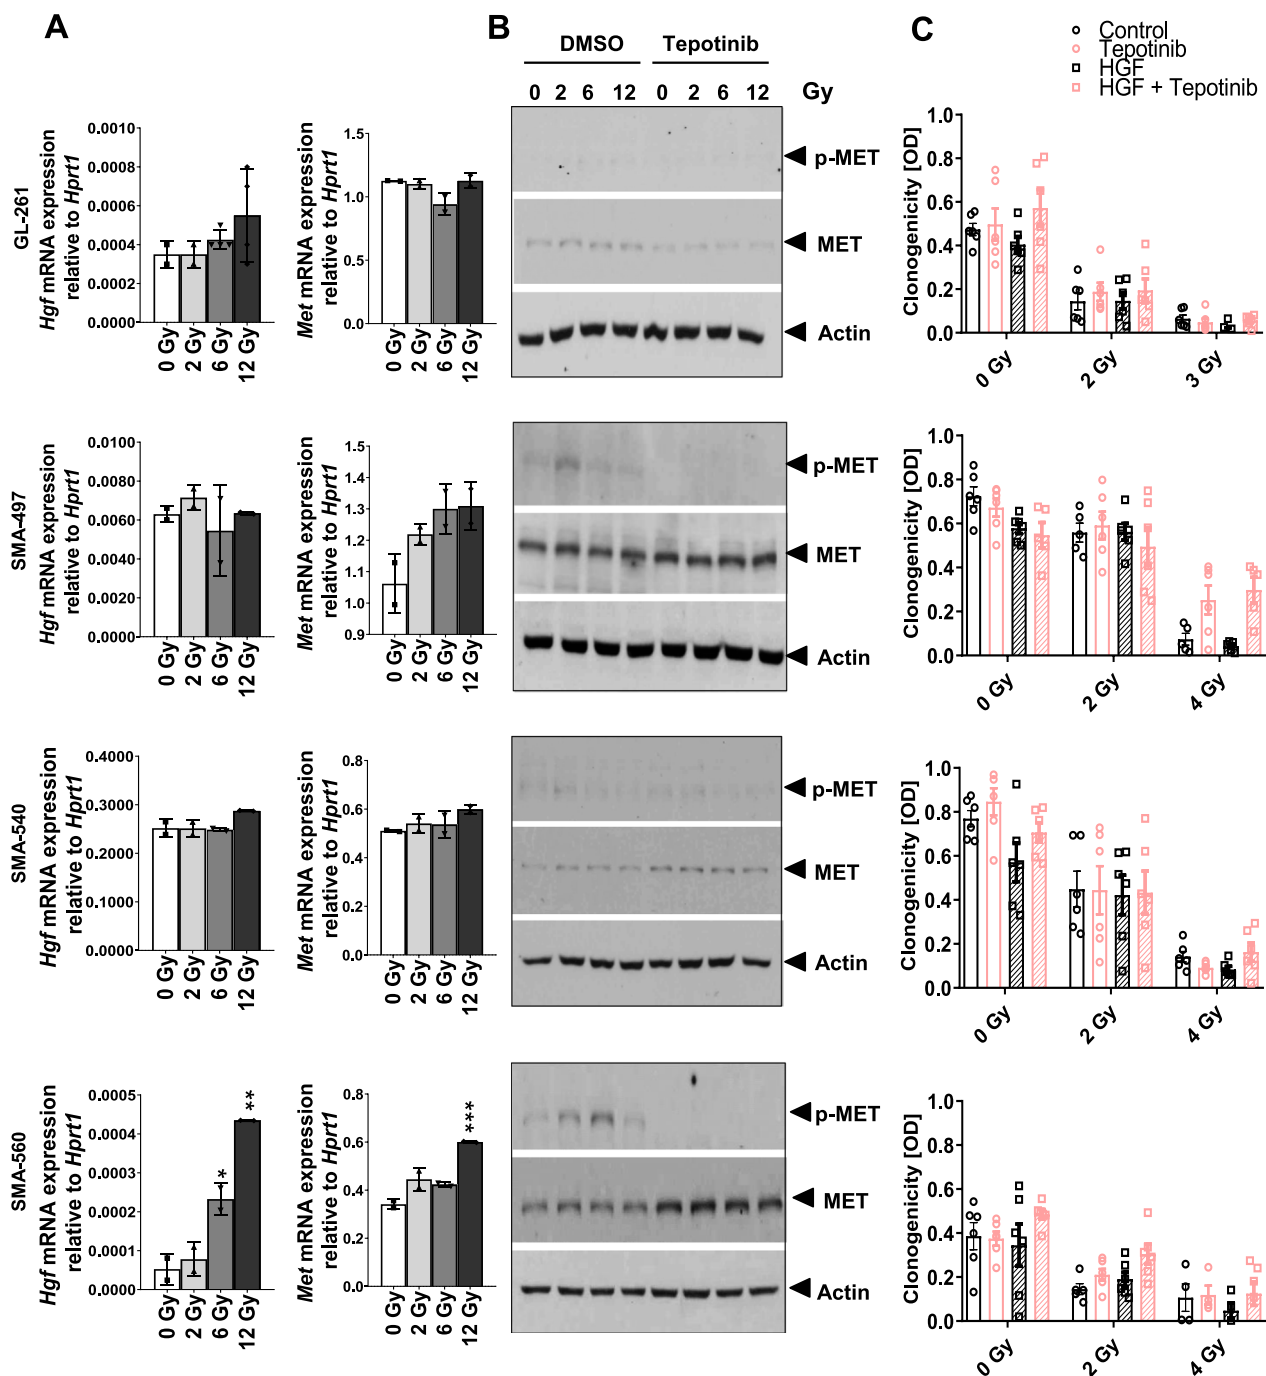 A
B
C
DMSO
Tepotinib
0 2 6 12 0 2 6 12 Gy
Control
Tepotinib
HGF
HGF + Tepotinib
GL-261
Hgf mRNA expression
relative to Hprt1
0.0010
0.0008
0.0006
0.0004
0.0002
0.0000
0 Gy
2 Gy
6 Gy
12 Gy
Met mRNA expression
relative to Hprt1
1.5
1.0
0.5
0.0
0 Gy
2 Gy
6 Gy
12 Gy
p-MET
MET
Actin
Clonogenicity [OD]
1.0
0.8
0.6
0.4
0.2
0.0
0 Gy
2 Gy
3 Gy
SMA-497
Hgf mRNA expression
relative to Hprt1
0.0100
0.0080
0.0060
0.0040
0.0020
0.0000
0 Gy
2 Gy
6 Gy
12 Gy
Met mRNA expression
relative to Hprt1
1.5
1.4
1.3
1.2
1.1
1.0
0.9
0 Gy
2 Gy
6 Gy
12 Gy
p-MET
MET
Actin
Clonogenicity [OD]
1.0
0.8
0.6
0.4
0.2
0.0
0 Gy
2 Gy
4 Gy
SMA-540
Hgf mRNA expression
relative to Hprt1
0.4000
0.3000
0.2000
0.1000
0.0000
0 Gy
2 Gy
6 Gy
12 Gy
Met mRNA expression
relative to Hprt1
0.8
0.6
0.4
0.2
0.0
0 Gy
2 Gy
6 Gy
12 Gy
p-MET
MET
Actin
Clonogenicity [OD]
1.0
0.8
0.6
0.4
0.2
0.0
0 Gy
2 Gy
4 Gy
SMA-560
Hgf mRNA expression
relative to Hprt1
0.0005
0.0004
0.0003
0.0002
0.0001
0.0000
*
**
0 Gy
2 Gy
6 Gy
12 Gy
Met mRNA expression
relative to Hprt1
0.8
0.6
0.4
0.2
0.0
***
0 Gy
2 Gy
6 Gy
12 Gy
p-MET
MET
Actin
Clonogenicity [OD]
1.0
0.8
0.6
0.4
0.2
0.0
0 Gy
2 Gy
4 Gy